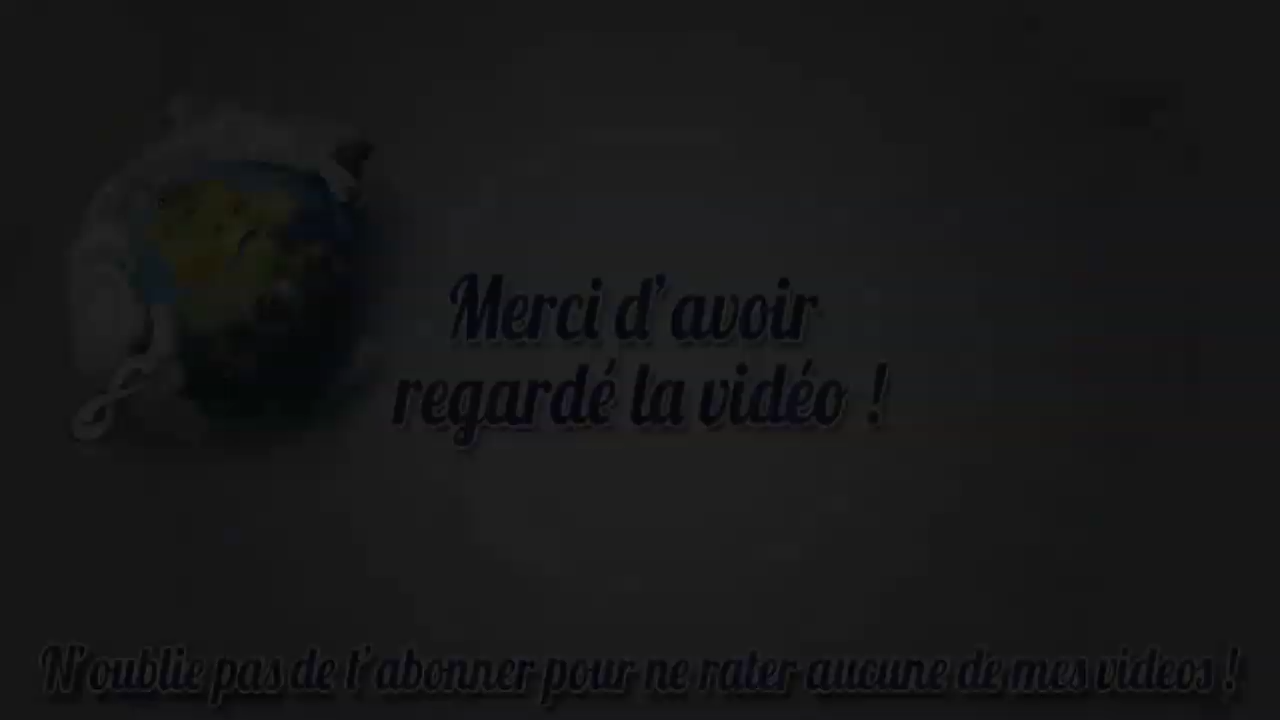 Merci d'avoir
regardé la vidéo !
N'oublie pas de t'abonner pour ne rater aucune de mes videos !